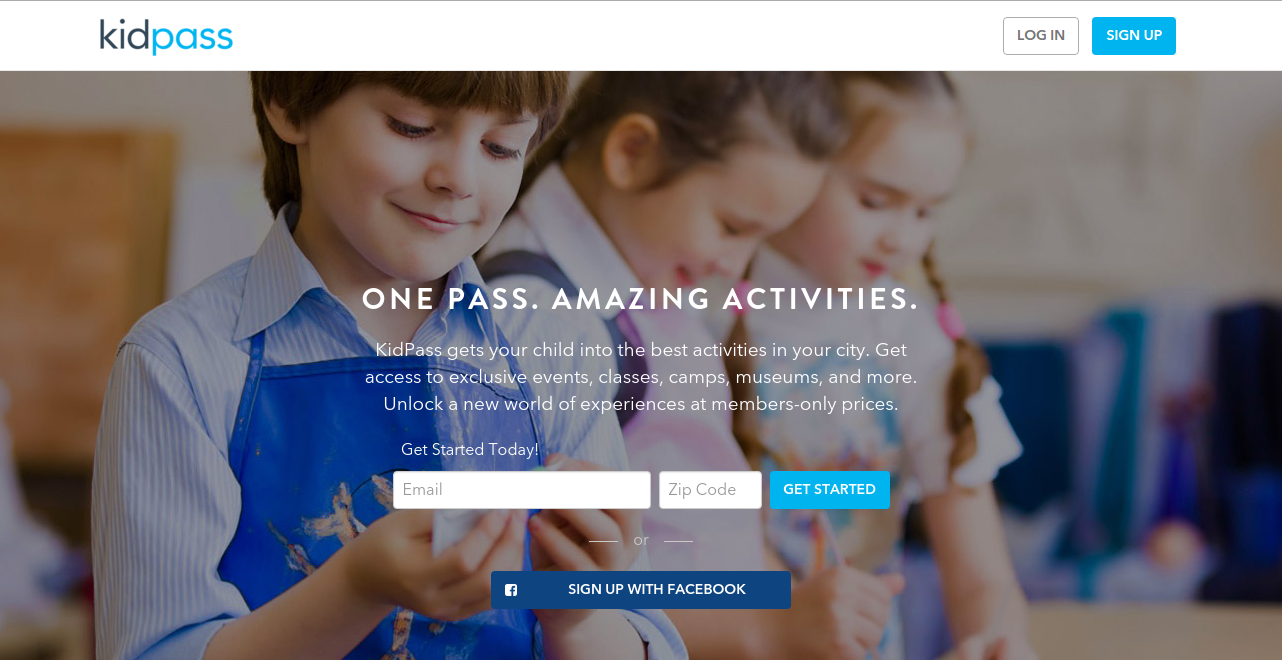 kidpass
LOG IN
SIGN UP
ONE PASS. AMAZING ACTIVITIES.
KidPass gets your child into the best activities in your city. Get
access to exclusive events, classes, camps, museums, and more.
Unlock a new world of experiences at members-only prices.
Get Started Today!
Email
Zip Code
GET STARTED
or
SIGN UP WITH FACEBOOK